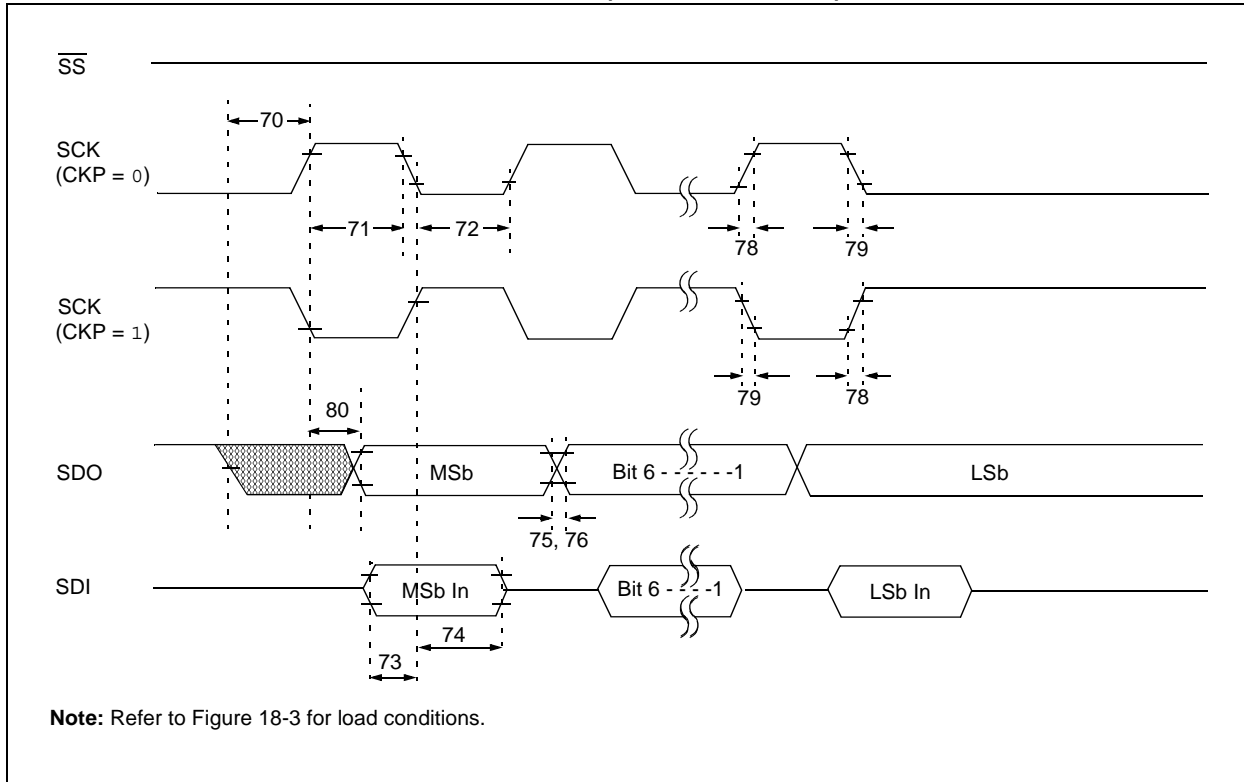 SS
70
SCK
(CKP = 0)
71
72
78
79
SCK
(CKP = 1)
79
78
80
SDO
MSb
Bit 6 - - - - - -1
LSb
75, 76
SDI
MSb In
Bit 6 - - - - -1
LSb In
74
73
Note: Refer to Figure 18-3 for load conditions.